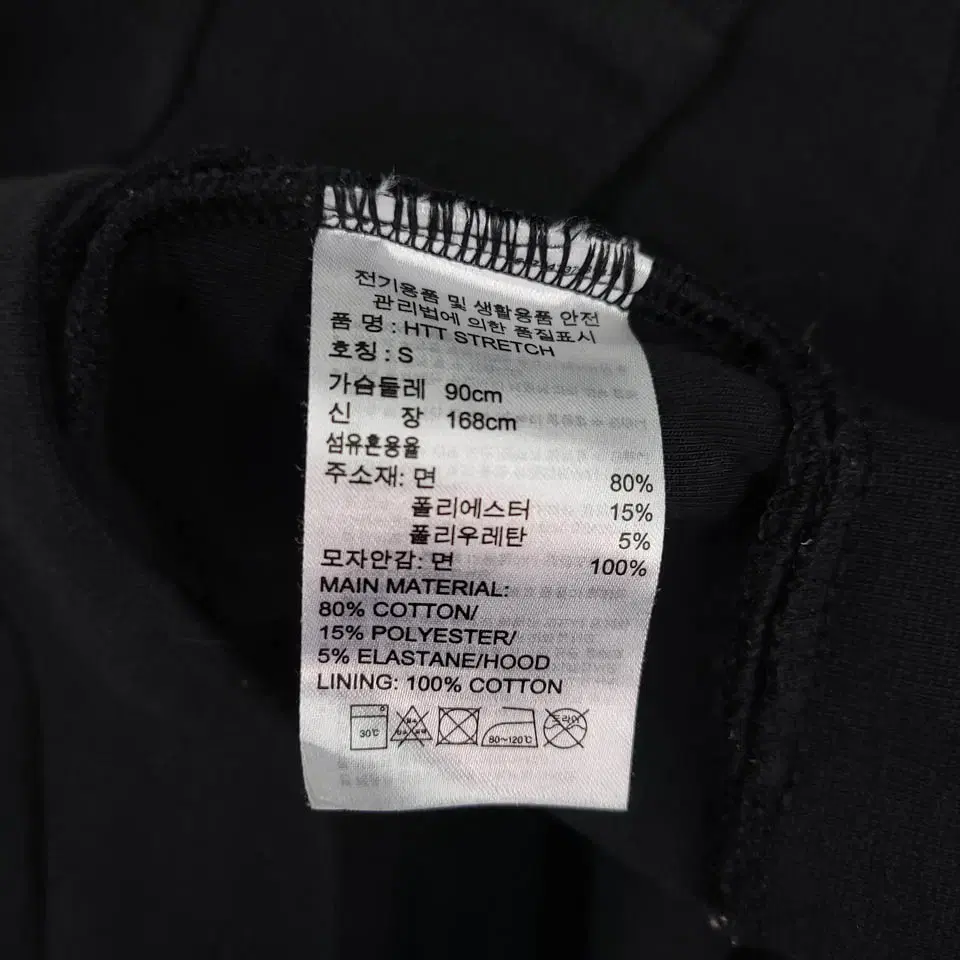 전기용품 및 생활용품 안전
관리법에 의한 품질표시
품 명 : HTT STRETCH
호칭 : S
가슴둘레 90cm
신 장 168cm
섬유혼용율
주소재: 면 80%
폴리에스터 15%
폴리우레탄 5%
모자안감: 면 100%
MAIN MATERIAL:
80% COTTON/
15% POLYESTER/
5% ELASTANE/HOOD
LINING: 100% COTTON
30℃ 80~120℃ 드라이